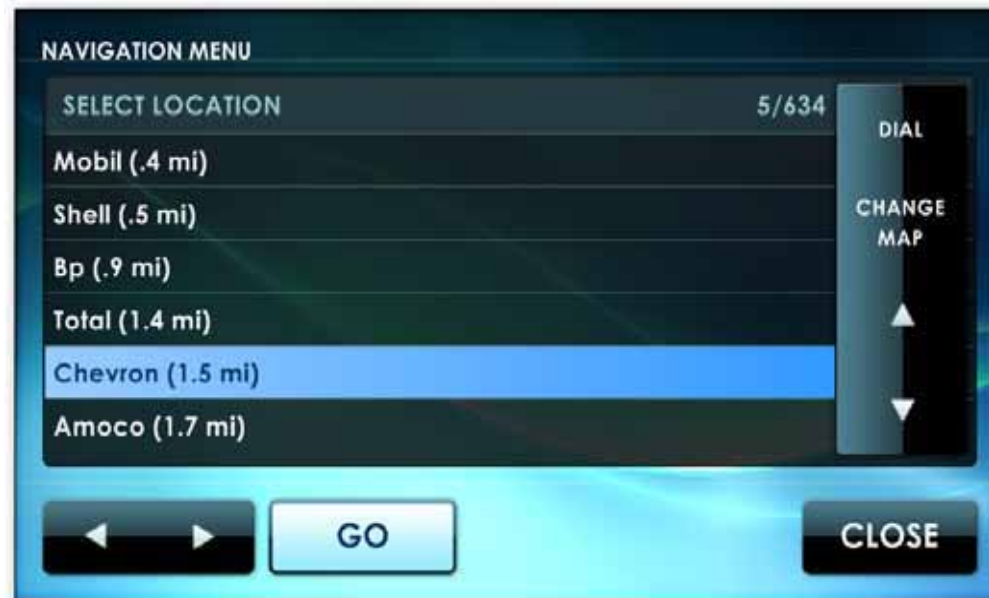 NAVIGATION MENU
SELECT LOCATION 5/634
Mobil (.4 mi)
Shell (.5 mi)
Bp (.9 mi)
Total (1.4 mi)
Chevron (1.5 mi)
Amoco (1.7 mi)
DIAL
CHANGE
MAP
GO
CLOSE